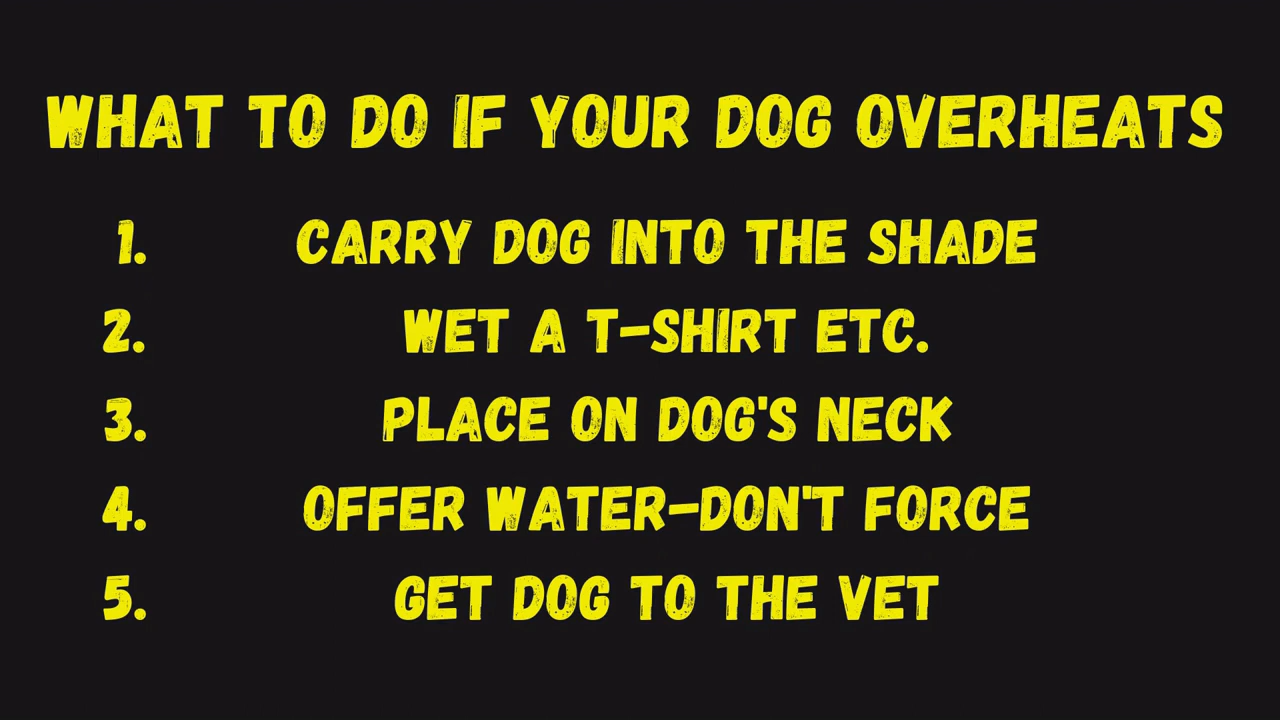 WHAT TO DO IF YOUR DOG OVERHEATS
1. CARRY DOG INTO THE SHADE
2. WET A T-SHIRT ETC.
3. PLACE ON DOG'S NECK
4. OFFER WATER-DON'T FORCE
5. GET DOG TO THE VET